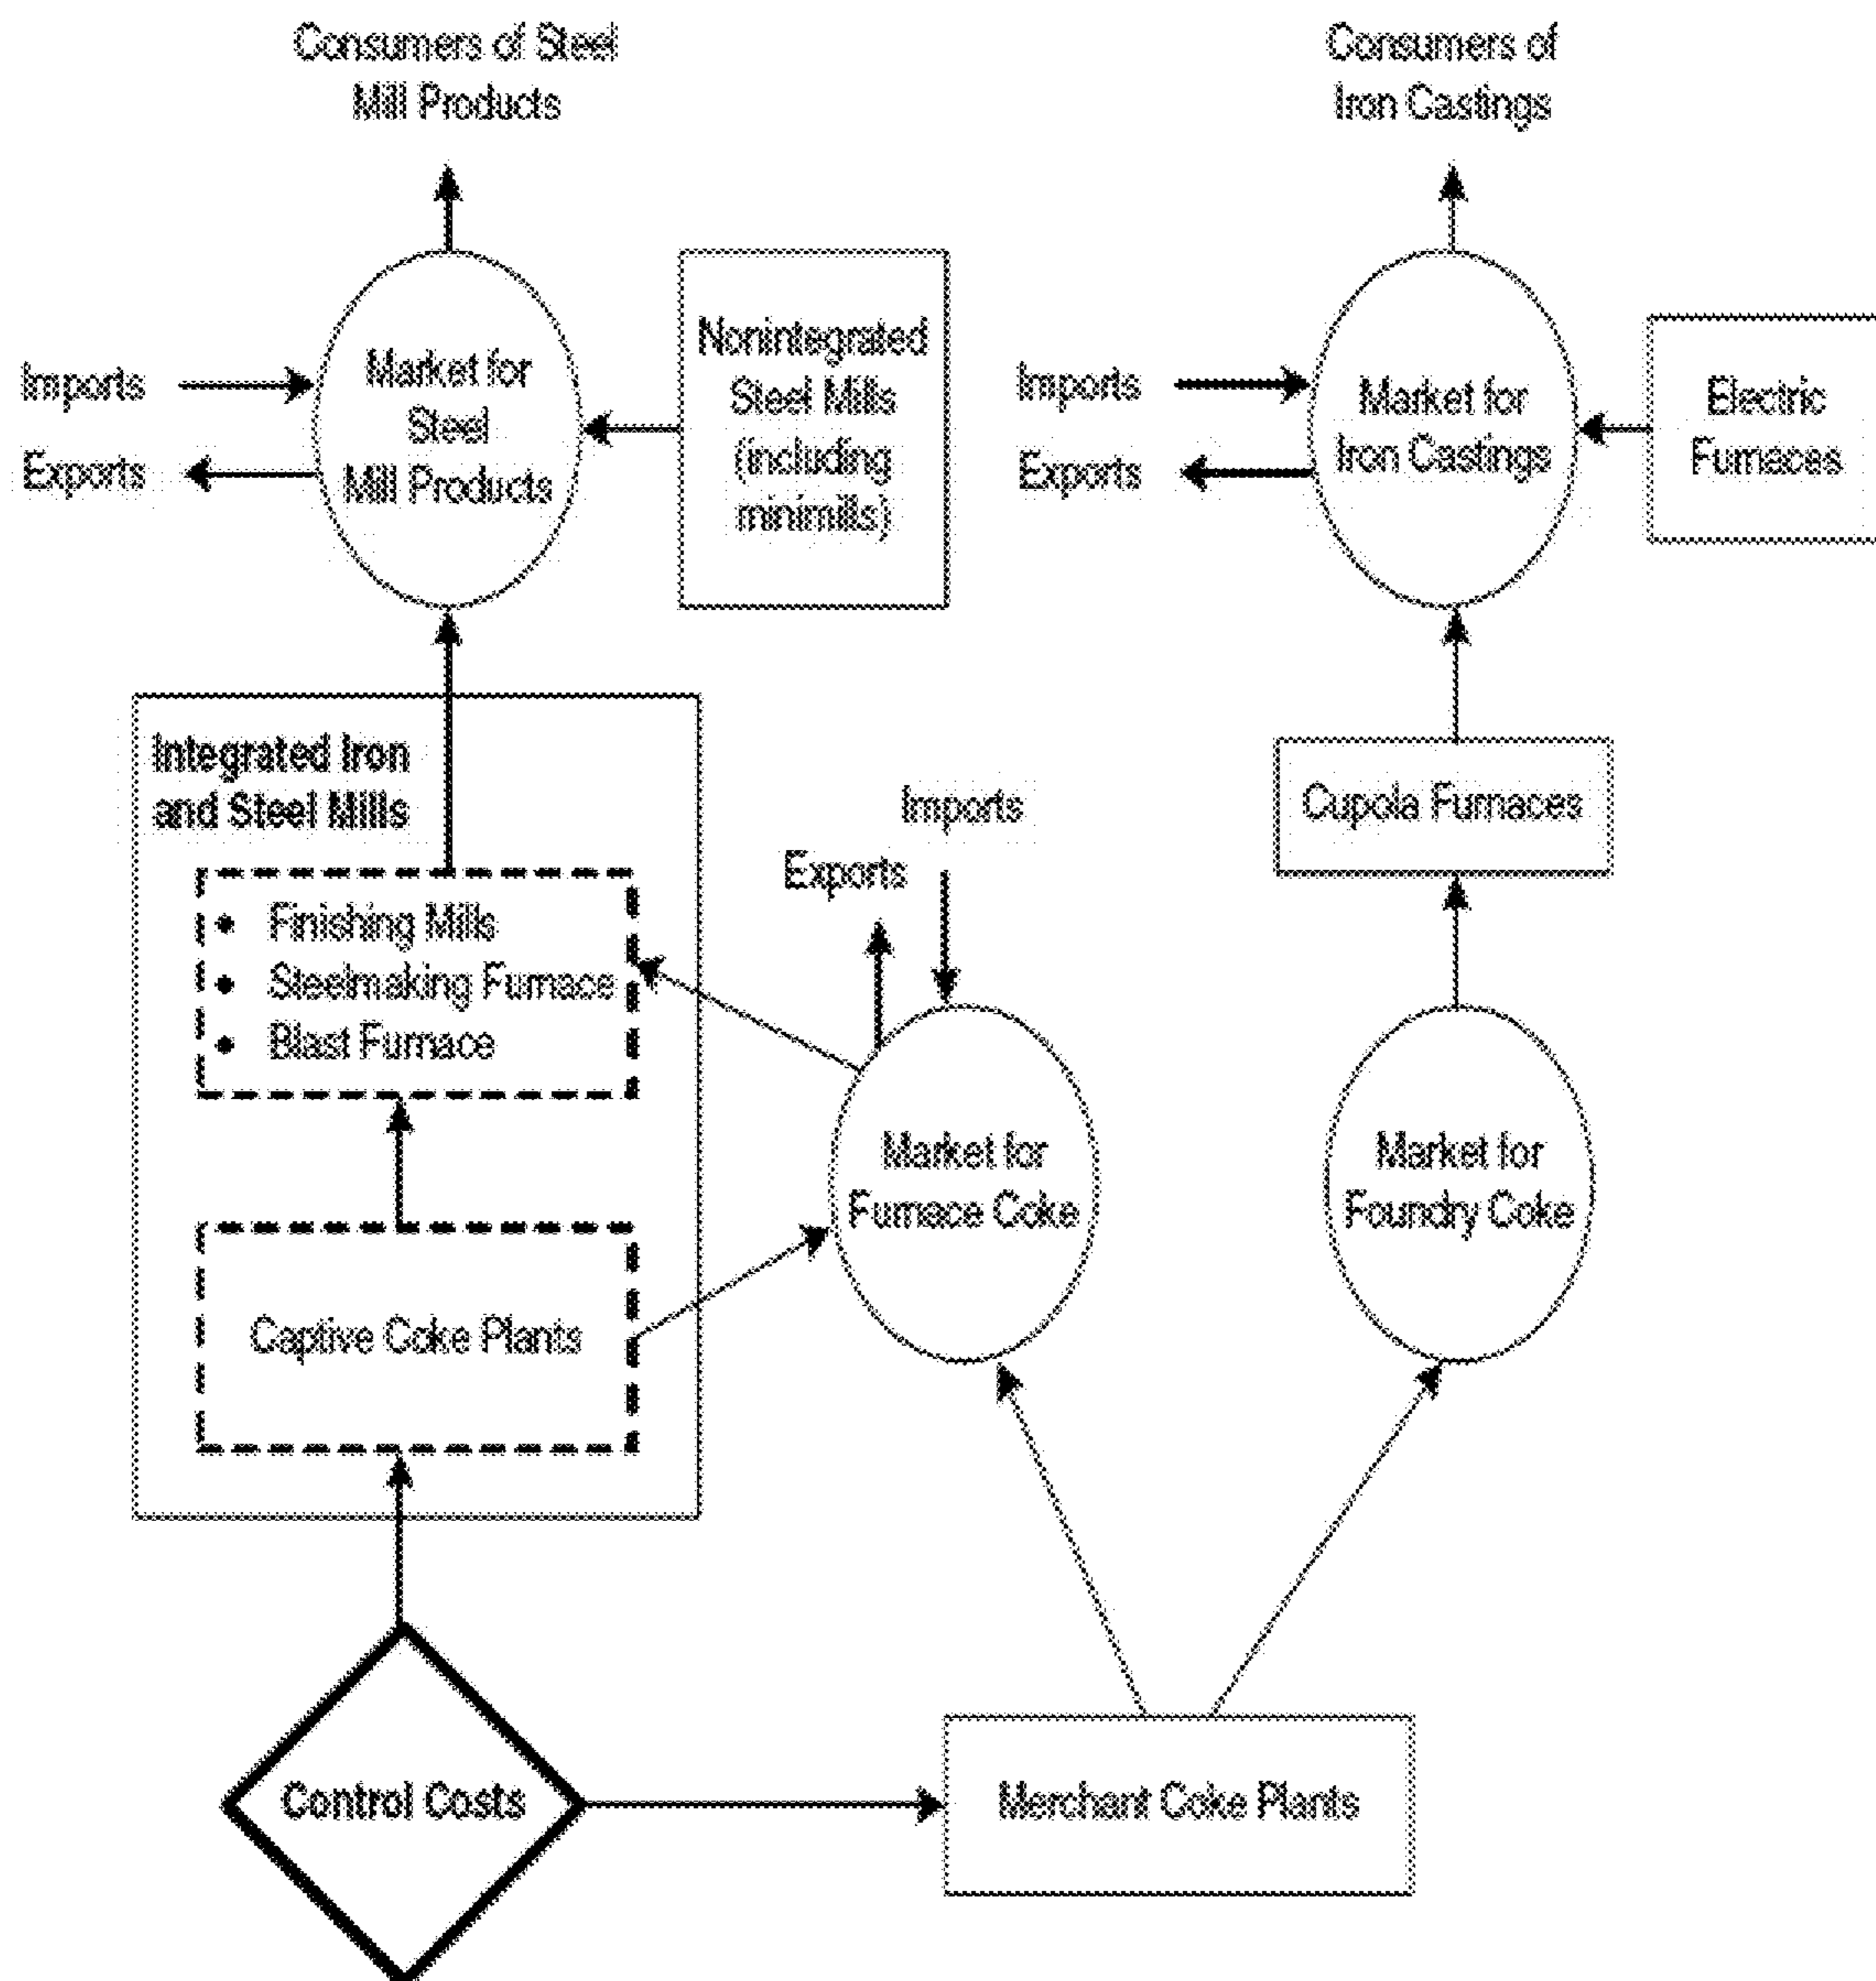 Consumers of Steel
Mill Products
Consumers of
Iron Castings
Imports
Exports
Market for
Steel
Mill Products
Nonintegrated
Steel Mills
(including
minimills)
Imports
Exports
Market for
Iron Castings
Electric
Furnaces
Integrated Iron
and Steel Mills
• Finishing Mills
• Steelmaking Furnace
• Blast Furnace
Captive Coke Plants
Exports
Imports
Market for
Furnace Coke
Cupola Furnaces
Market for
Foundry Coke
Control Costs
Merchant Coke Plants